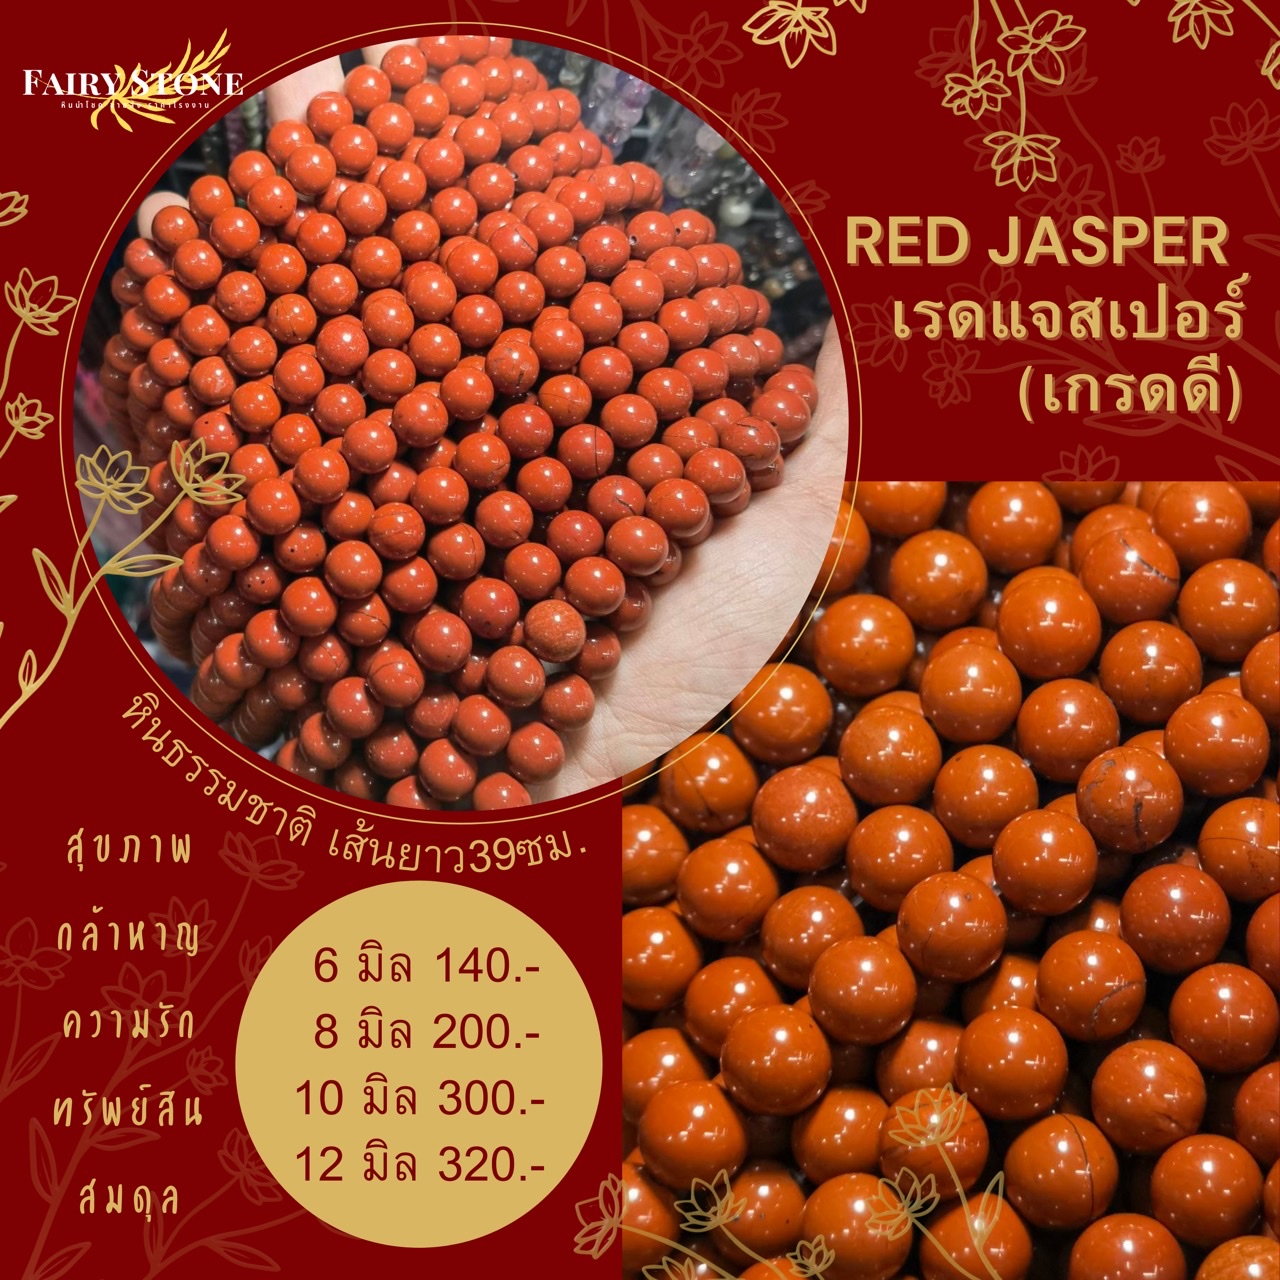 FAIRY STONE
RED JASPER
เรดแจสเปอร์
(เกรดดี)
หินธรรมชาติ เส้นยาว39ซม.
สุขภาพ
กล้าหาญ
ความรัก
ทรัพย์สิน
สมดุล
6 มิล 140.-
8 มิล 200.-
10 มิล 300.-
12 มิล 320.-